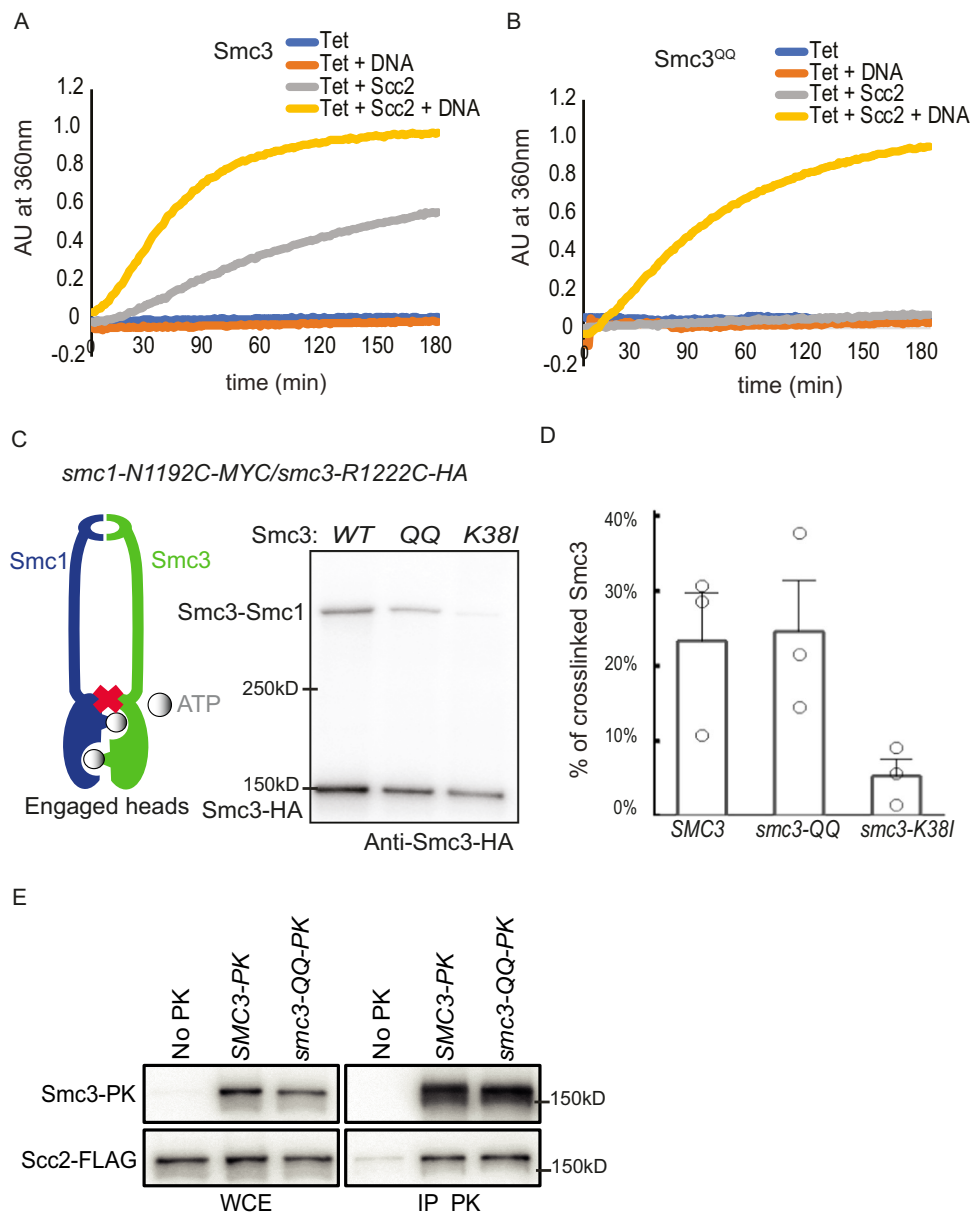 A
Smc3
Tet
Tet + DNA
Tet + Scc2
Tet + Scc2 + DNA
AU at 360nm
1.2
1.0
0.8
0.6
0.4
0.2
0
-0.2
0 30 90 60 120 150 180
time (min)
B
Smc3QQ
Tet
Tet + DNA
Tet + Scc2
Tet + Scc2 + DNA
AU at 360nm
1.2
1.0
0.8
0.6
0.4
0.2
0
-0.2
0 30 90 60 120 150 180
time (min)
C
smc1-N1192C-MYC/smc3-R1222C-HA
Smc1
Smc3
ATP
Engaged heads
Smc3: WT QQ K38I
Smc3-Smc1
250kD
150kD
Smc3-HA
Anti-Smc3-HA
D
% of crosslinked Smc3
40%
30%
20%
10%
0%
SMC3 smc3-QQ smc3-K38I
E
No PK SMC3-PK smc3-QQ-PK No PK SMC3-PK smc3-QQ-PK
Smc3-PK 150kD
Scc2-FLAG 150kD
WCE IP PK